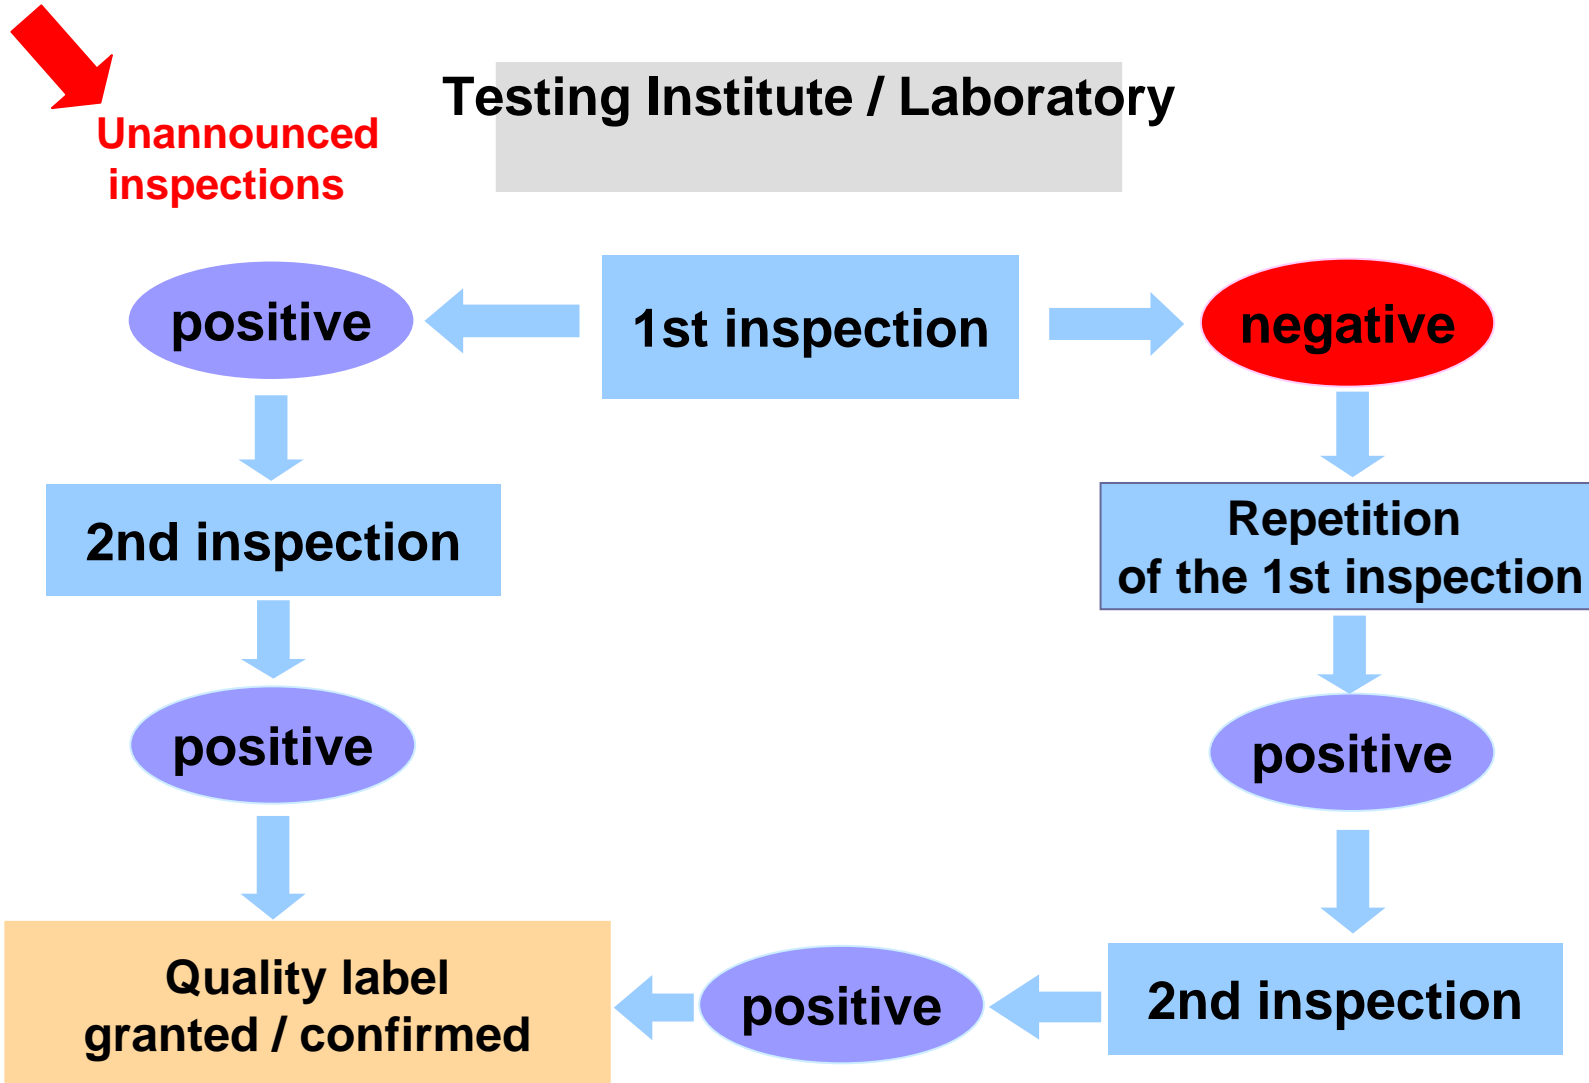 Testing Institute / Laboratory
Unannounced
inspections
positive
1st inspection
negative
2nd inspection
Repetition
of the 1st inspection
positive
positive
Quality label
granted / confirmed
positive
2nd inspection